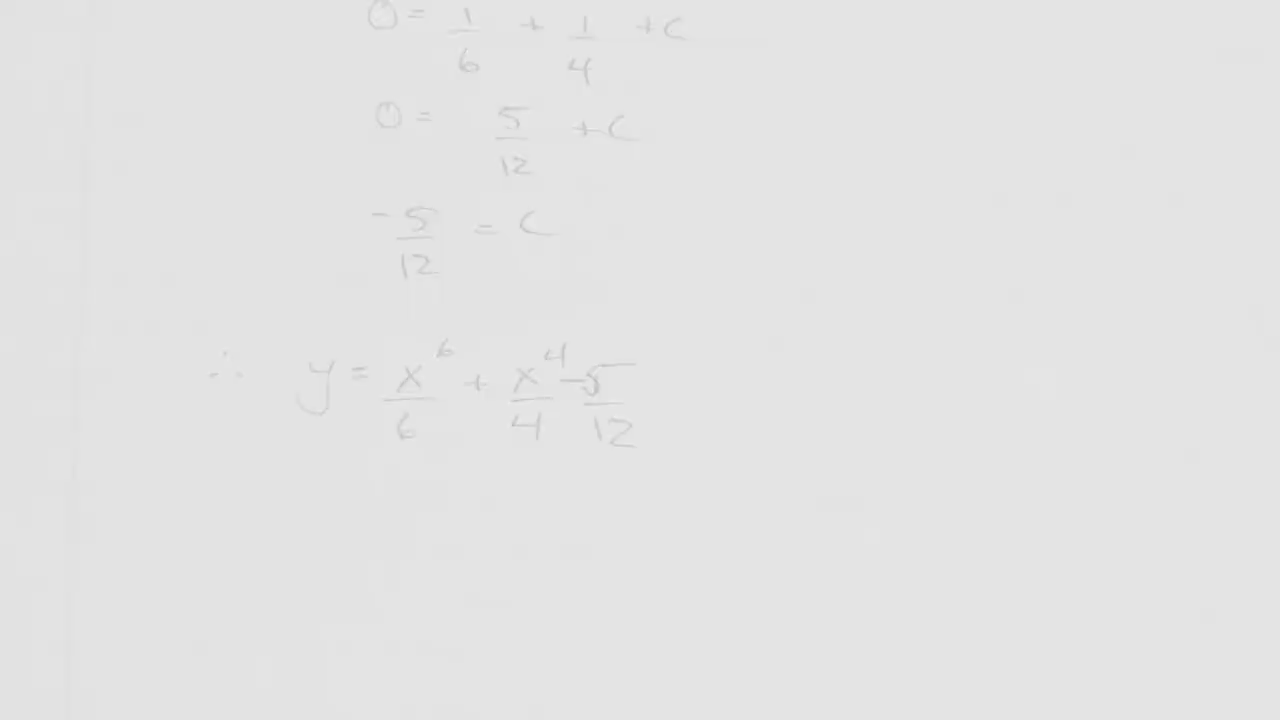 0 = 1/6 + 1/4 + C
0 = 5/12 + C
-5/12 = C
∴ y = x^6/6 + x^4/4 - 5/12